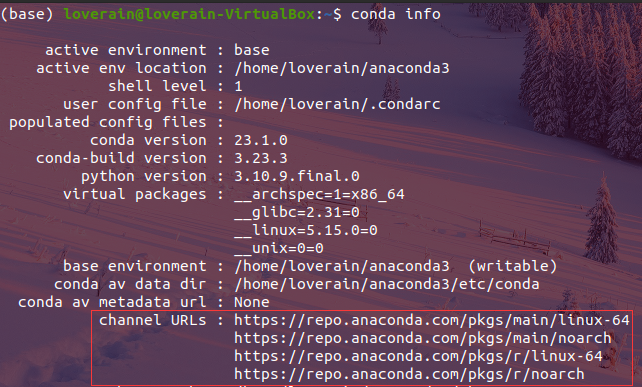 (base) loverain@loverain-VirtualBox:~$ conda info
active environment : base
active env location : /home/loverain/anaconda3
shell level : 1
user config file : /home/loverain/.condarc
populated config files :
conda version : 23.1.0
conda-build version : 3.23.3
python version : 3.10.9.final.0
virtual packages : __archspec=1=x86_64
__glibc=2.31=0
__linux=5.15.0=0
__unix=0=0
base environment : /home/loverain/anaconda3  (writable)
conda av data dir : /home/loverain/anaconda3/etc/conda
conda av metadata url : None
channel URLs : https://repo.anaconda.com/pkgs/main/linux-64
https://repo.anaconda.com/pkgs/main/noarch
https://repo.anaconda.com/pkgs/r/linux-64
https://repo.anaconda.com/pkgs/r/noarch